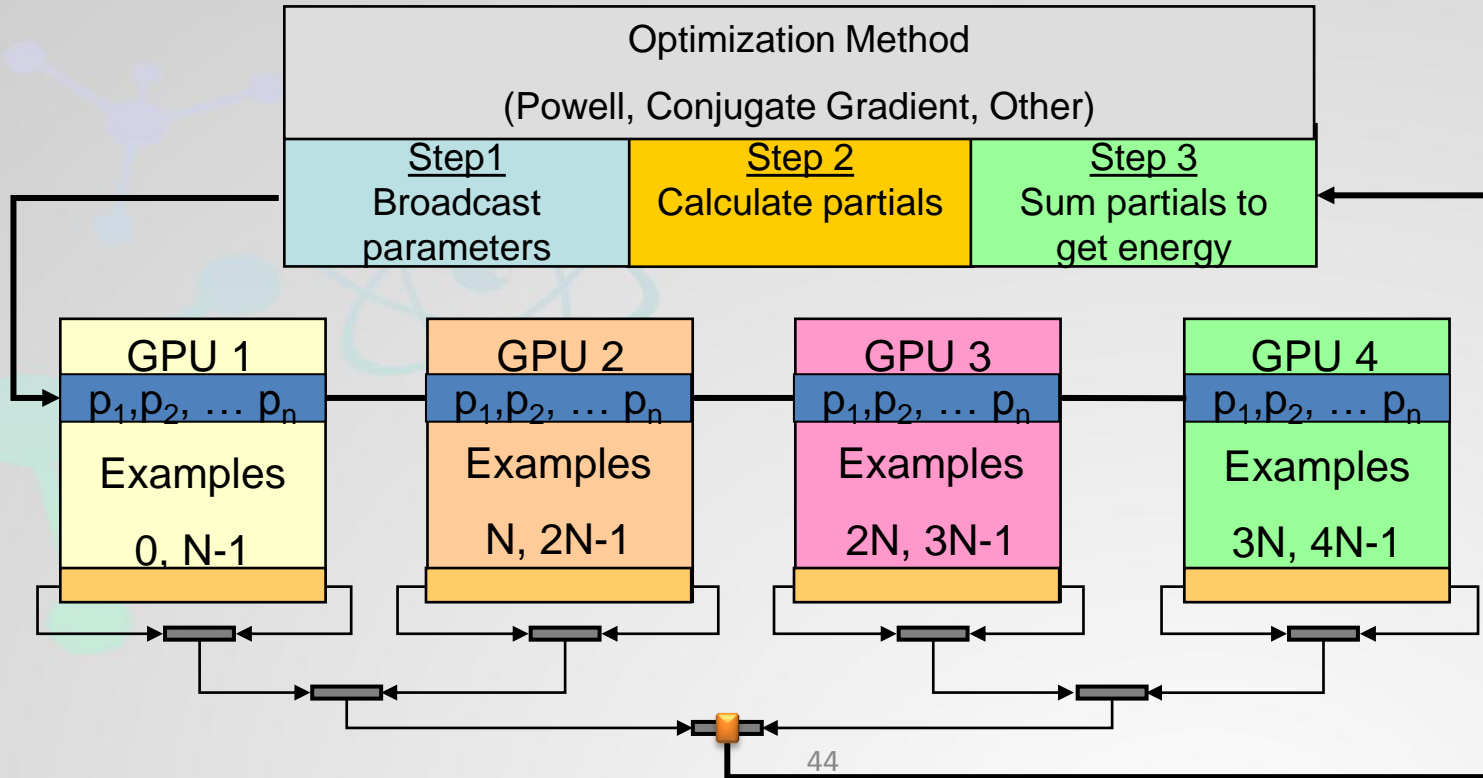 Optimization Method
(Powell, Conjugate Gradient, Other)
Step1
Broadcast
parameters
Step 2
Calculate partials
Step 3
Sum partials to
get energy
GPU 1
p₁,p₂, … pₙ
Examples
0, N-1
GPU 2
p₁,p₂, … pₙ
Examples
N, 2N-1
GPU 3
p₁,p₂, … pₙ
Examples
2N, 3N-1
GPU 4
p₁,p₂, … pₙ
Examples
3N, 4N-1
44